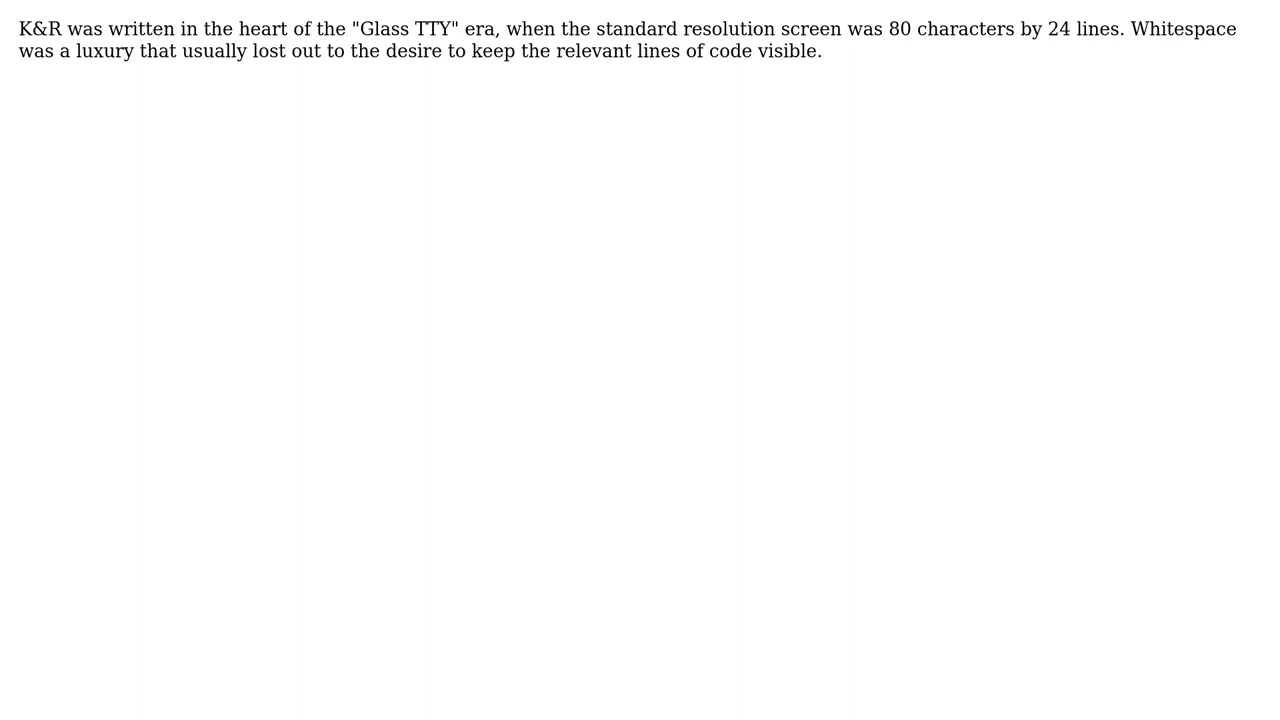 K&R was written in the heart of the "Glass TTY" era, when the standard resolution screen was 80 characters by 24 lines. Whitespace
was a luxury that usually lost out to the desire to keep the relevant lines of code visible.